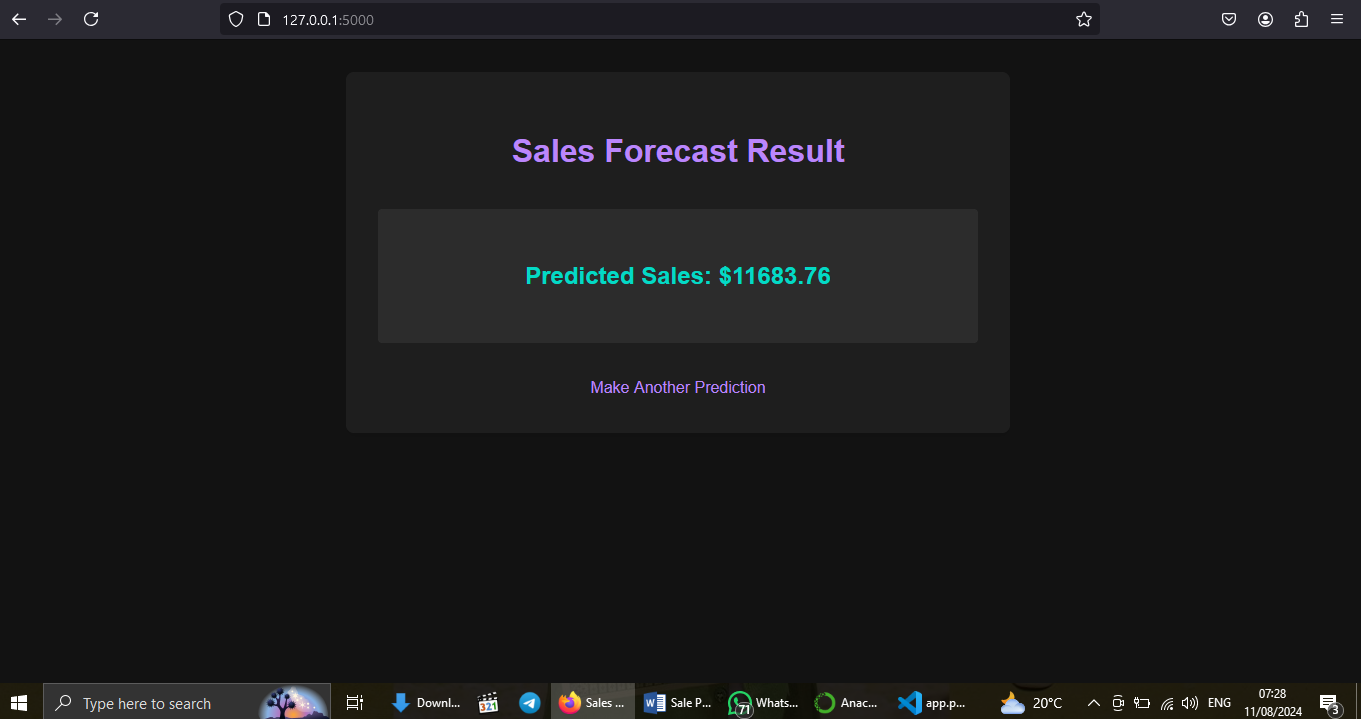 127.0.0.1:5000
Sales Forecast Result
Predicted Sales: $11683.76
Make Another Prediction
Type here to search
Downl...
321
Sales ...
Sale P...
71
Whats...
Anac...
app.p...
20°C
ENG
07:28
11/08/2024
3